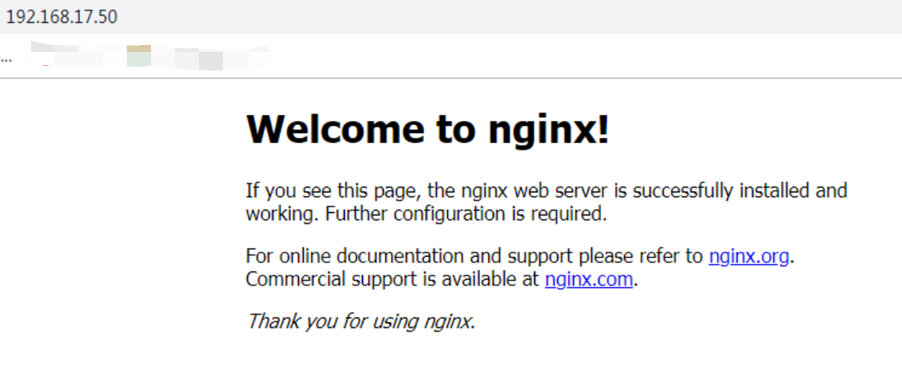 192.168.17.50
...
Welcome to nginx!
If you see this page, the nginx web server is successfully installed and
working. Further configuration is required.
For online documentation and support please refer to nginx.org.
Commercial support is available at nginx.com.
Thank you for using nginx.